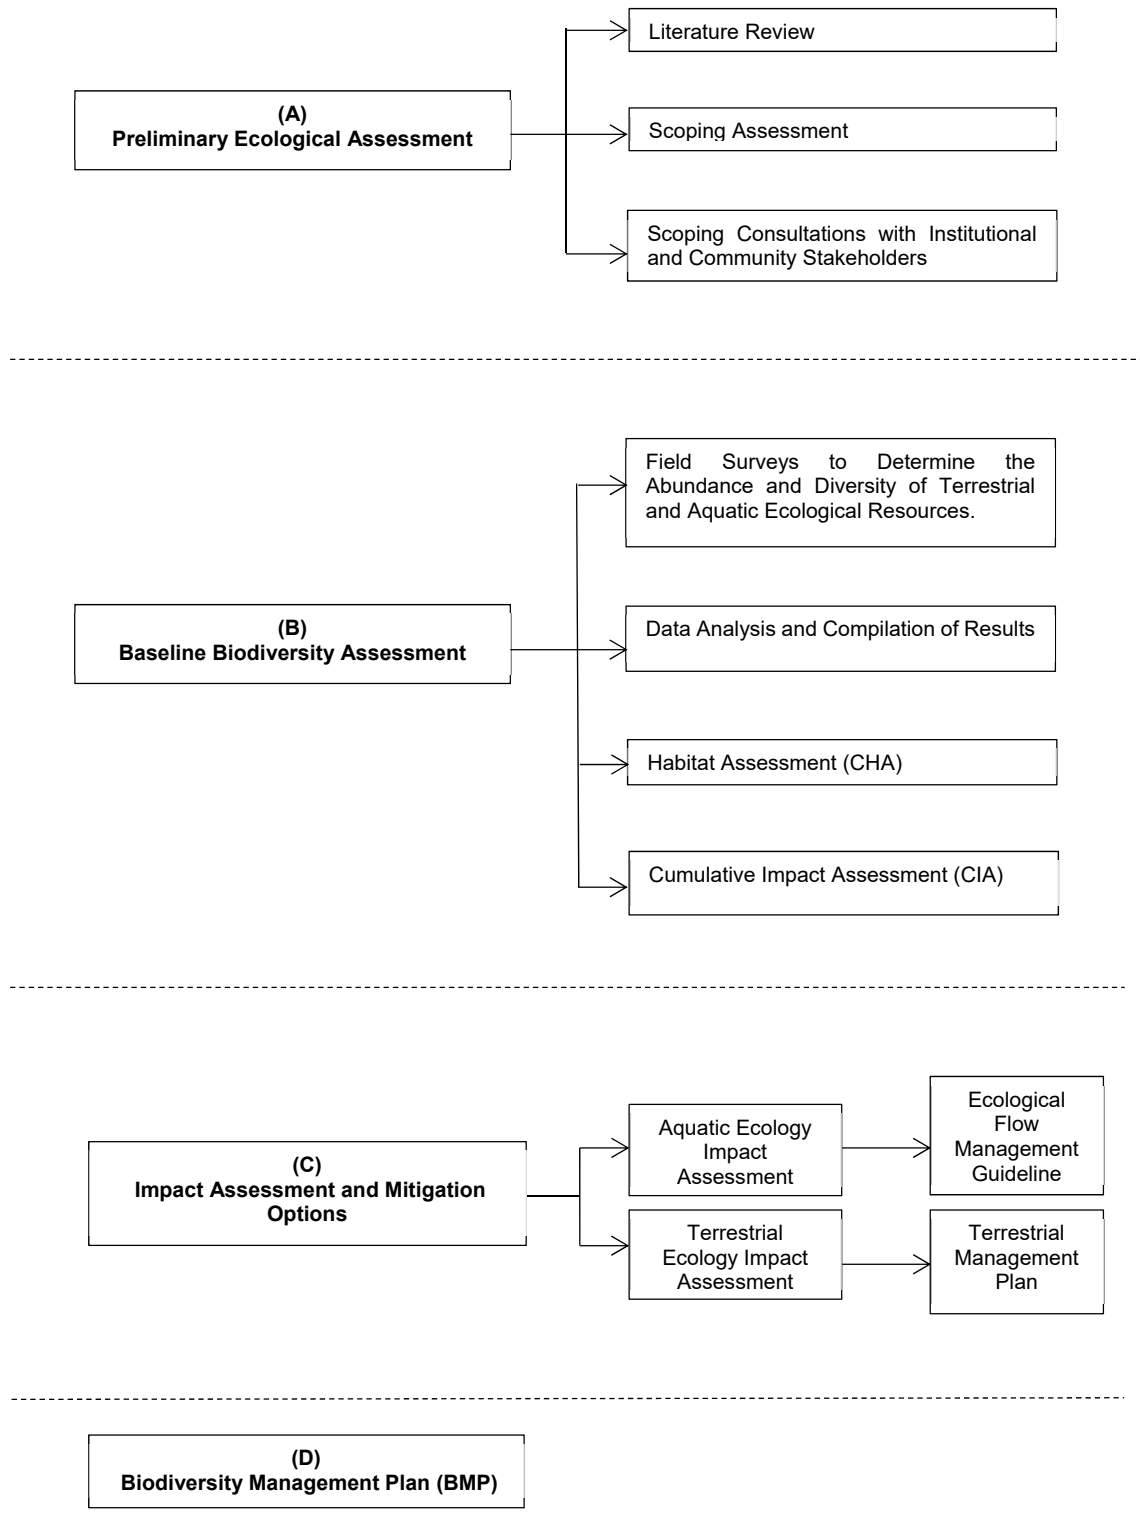 Literature Review
(A)
Preliminary Ecological Assessment
Scoping Assessment
Scoping Consultations with Institutional
and Community Stakeholders
Field Surveys to Determine the
Abundance and Diversity of Terrestrial
and Aquatic Ecological Resources.
(B)
Baseline Biodiversity Assessment
Data Analysis and Compilation of Results
Habitat Assessment (CHA)
Cumulative Impact Assessment (CIA)
(C)
Impact Assessment and Mitigation
Options
Aquatic Ecology
Impact
Assessment
Ecological
Flow
Management
Guideline
Terrestrial
Ecology Impact
Assessment
Terrestrial
Management
Plan
(D)
Biodiversity Management Plan (BMP)